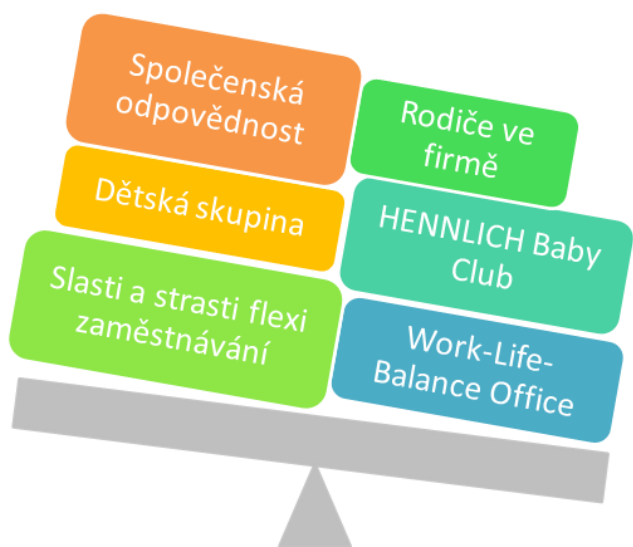 Společenská
odpovědnost
Rodiče ve
firmě
Dětská skupina
HENNLICH Baby
Club
Slasti a strasti flexi
zaměstnávání
Work-Life-
Balance Office